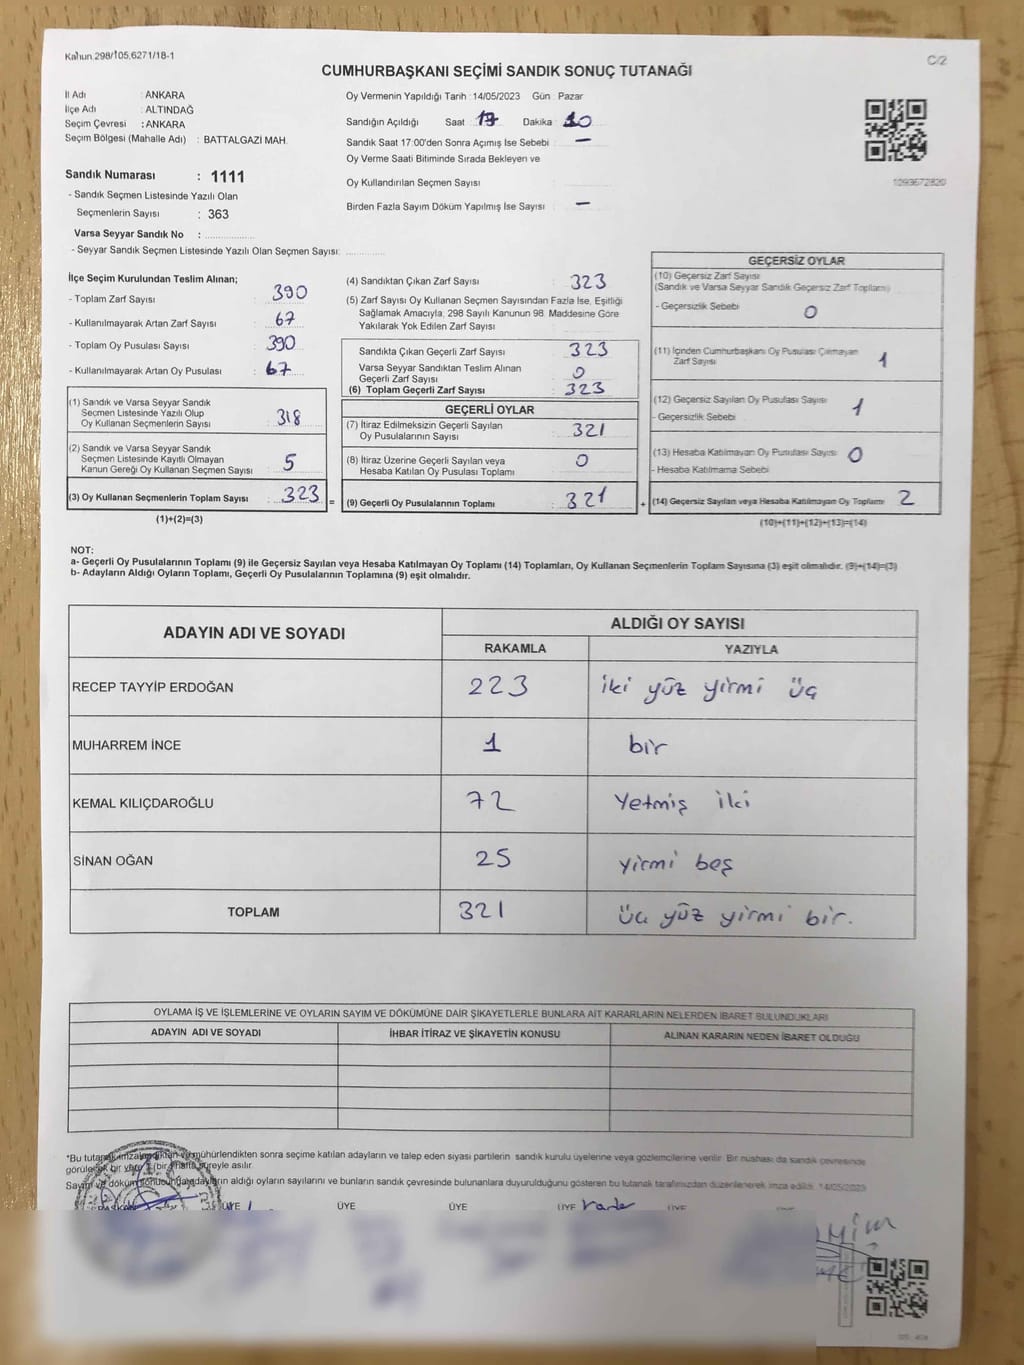 Kanun.298/105,6271/18-1
C/2
CUMHURBAŞKANI SEÇİMİ SANDIK SONUÇ TUTANAĞI
İl Adı : ANKARA
İlçe Adı : ALTINDAĞ
Seçim Çevresi : ANKARA
Seçim Bölgesi (Mahalle Adı) : BATTALGAZİ MAH.
Oy Vermenin Yapıldığı Tarih : 14/05/2023 Gün : Pazar
Sandığın Açıldığı Saat : 17 Dakika : 10
Sandık Saat 17:00'den Sonra Açımış İse Sebebi : —
Oy Verme Saati Bitiminde Sırada Bekleyen ve
Oy Kullandırılan Seçmen Sayısı :
Birden Fazla Sayım Döküm Yapılmış İse Sayısı : —
1093672820
Sandık Numarası : 1111
- Sandık Seçmen Listesinde Yazılı Olan
Seçmenlerin Sayısı : 363
Varsa Seyyar Sandık No :
- Seyyar Sandık Seçmen Listesinde Yazılı Olan Seçmen Sayısı:
İlçe Seçim Kurulundan Teslim Alınan;
- Toplam Zarf Sayısı : 390
- Kullanılmayarak Artan Zarf Sayısı : 67
- Toplam Oy Pusulası Sayısı : 390
- Kullanılmayarak Artan Oy Pusulası : 67
(1) Sandık ve Varsa Seyyar Sandık
Seçmen Listesinde Yazılı Olup
Oy Kullanan Seçmenlerin Sayısı : 318
(2) Sandık ve Varsa Seyyar Sandık
Seçmen Listesinde Kayıtlı Olmayan
Kanun Gereği Oy Kullanan Seçmen Sayısı : 5
(3) Oy Kullanan Seçmenlerin Toplam Sayısı : 323 =
(1)+(2)=(3)
(4) Sandıktan Çıkan Zarf Sayısı : 323
(5) Zarf Sayısı Oy Kullanan Seçmen Sayısından Fazla İse, Eşitliği
Sağlamak Amacıyla, 298 Sayılı Kanunun 98. Maddesine Göre
Yakılarak Yok Edilen Zarf Sayısı :
Sandıkta Çıkan Geçerli Zarf Sayısı : 323
Varsa Seyyar Sandıktan Teslim Alınan
Geçerli Zarf Sayısı : 0
(6) Toplam Geçerli Zarf Sayısı : 323
GEÇERLİ OYLAR
(7) İtiraz Edilmeksizin Geçerli Sayılan
Oy Pusulalarının Sayısı : 321
(8) İtiraz Üzerine Geçerli Sayılan veya
Hesaba Katılan Oy Pusulası Toplamı : 0
(9) Geçerli Oy Pusulalarının Toplamı : 321 +
GEÇERSİZ OYLAR
(10) Geçersiz Zarf Sayısı
(Sandık ve Varsa Seyyar Sandık Geçersiz Zarf Toplamı)
- Geçersizlik Sebebi 0
(11) İçinden Cumhurbaşkanı Oy Pusulası Çıkmayan
Zarf Sayısı 1
(12) Geçersiz Sayılan Oy Pusulası Sayısı 1
- Geçersizlik Sebebi
(13) Hesaba Katılmayan Oy Pusulası Sayısı 0
- Hesaba Katılmama Sebebi
(14) Geçersiz Sayılan veya Hesaba Katılmayan Oy Toplamı 2
(10)+(11)+(12)+(13)=(14)
NOT:
a- Geçerli Oy Pusulalarının Toplamı (9) ile Geçersiz Sayılan veya Hesaba Katılmayan Oy Toplamı (14) Toplamları, Oy Kullanan Seçmenlerin Toplam Sayısına (3) eşit olmalıdır. (9)+(14)=(3)
b- Adayların Aldığı Oyların Toplamı, Geçerli Oy Pusulalarının Toplamına (9) eşit olmalıdır.
ADAYIN ADI VE SOYADI ALDIĞI OY SAYISI
RAKAMLA YAZIYLA
RECEP TAYYİP ERDOĞAN 223 iki yüz yirmi üç
MUHARREM İNCE 1 bir
KEMAL KILIÇDAROĞLU 72 Yetmiş iki
SİNAN OĞAN 25 yirmi beş
TOPLAM 321 üç yüz yirmi bir.
OYLAMA İŞ VE İŞLEMLERİNE VE OYLARIN SAYIM VE DÖKÜMÜNE DAİR ŞİKAYETLERLE BUNLARA AİT KARARLARIN NELERDEN İBARET BULUNDUKLARI
ADAYIN ADI VE SOYADI İHBAR İTİRAZ VE ŞİKAYETİN KONUSU ALINAN KARARIN NEDEN İBARET OLDUĞU
*Bu tutanak imzalandıktan ve mühürlendikten sonra seçime katılan adayların ve talep eden siyasi partilerin sandık kurulu üyelerine veya gözlemcilerine verilir. Bir nüshası da sandık çevresinde
görülecek bir yere (bir) hafta süreyle asılır.
Sayım ve döküm sonucunda adayların aldığı oyların sayılarını ve bunların sandık çevresinde bulunanlara duyurulduğunu gösteren bu tutanak tarafımızdan düzenlenerek imza edildi. 14/05/2023
BAŞKAN ÜYE ÜYE ÜYE ÜYE ÜYE